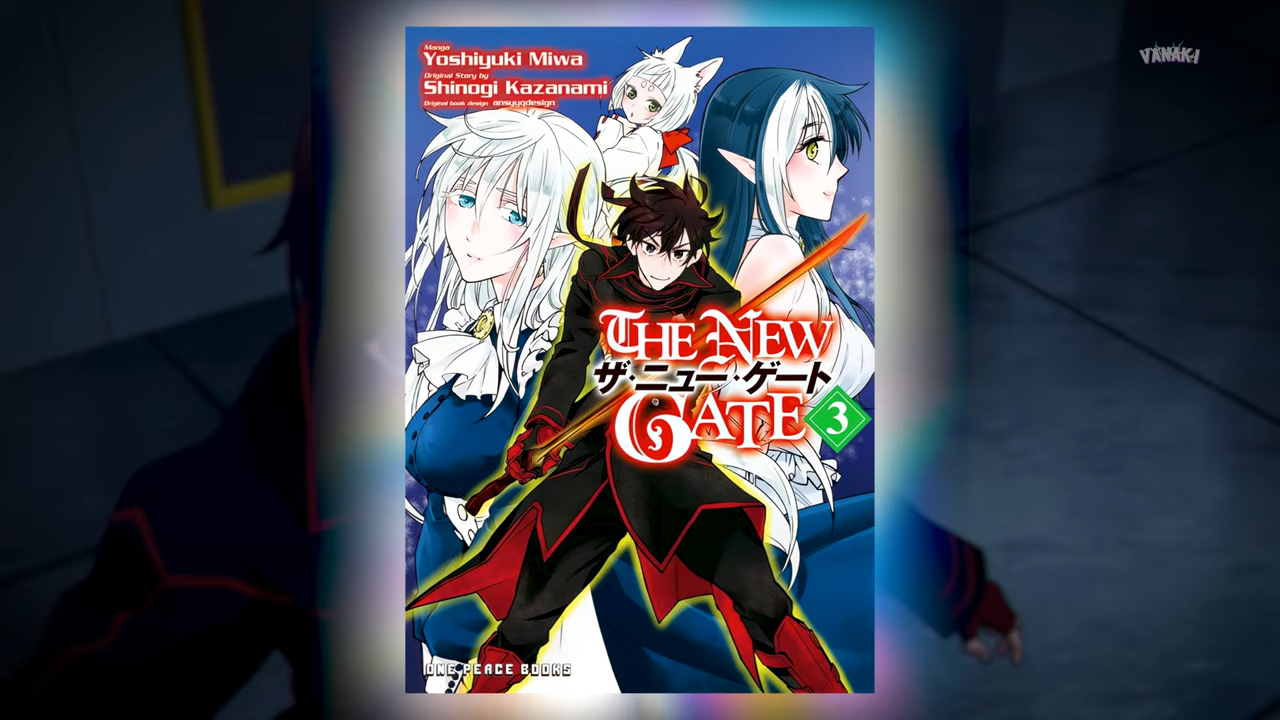 Manga
Yoshiyuki Miwa
Original Story by
Shinogi Kazanami
Original book design ansyyqdesign
THE NEW
ザ・ニュー・ゲート
GATE 3
ONE PEACE BOOKS
VANAKI